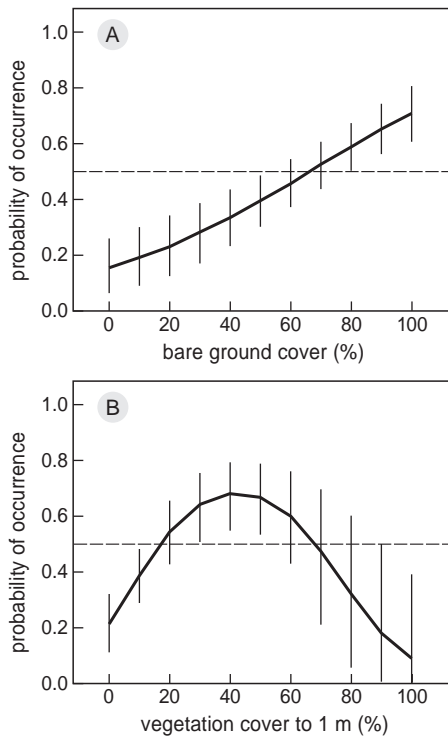 A
1.0
0.8
0.6
0.4
0.2
0.0
probability of occurrence
0 20 40 60 80 100
bare ground cover (%)
B
1.0
0.8
0.6
0.4
0.2
0.0
probability of occurrence
0 20 40 60 80 100
vegetation cover to 1 m (%)